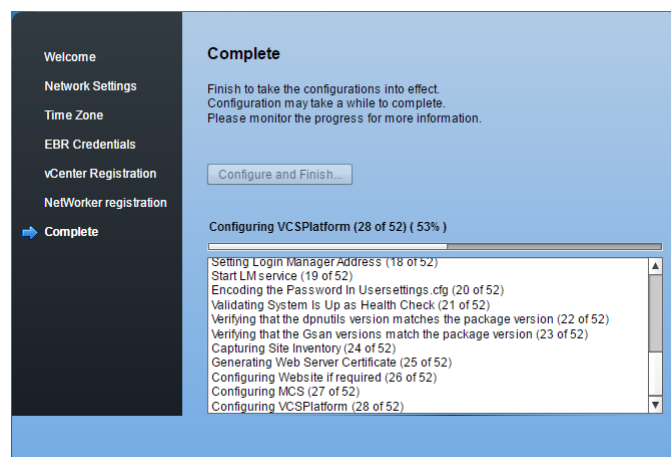 Welcome
Network Settings
Time Zone
EBR Credentials
vCenter Registration
NetWorker registration
Complete
Complete
Finish to take the configurations into effect.
Configuration may take a while to complete.
Please monitor the progress for more information.
Configure and Finish...
Configuring VCSPlatform (28 of 52) ( 53% )
Setting Login Manager Address (18 of 52)
Start LM service (19 of 52)
Encoding the Password In Usersettings.cfg (20 of 52)
Validating System Is Up as Health Check (21 of 52)
Verifying that the dpnutils version matches the package version (22 of 52)
Verifying that the Gsan versions match the package version (23 of 52)
Capturing Site Inventory (24 of 52)
Generating Web Server Certificate (25 of 52)
Configuring Website if required (26 of 52)
Configuring MCS (27 of 52)
Configuring VCSPlatform (28 of 52)